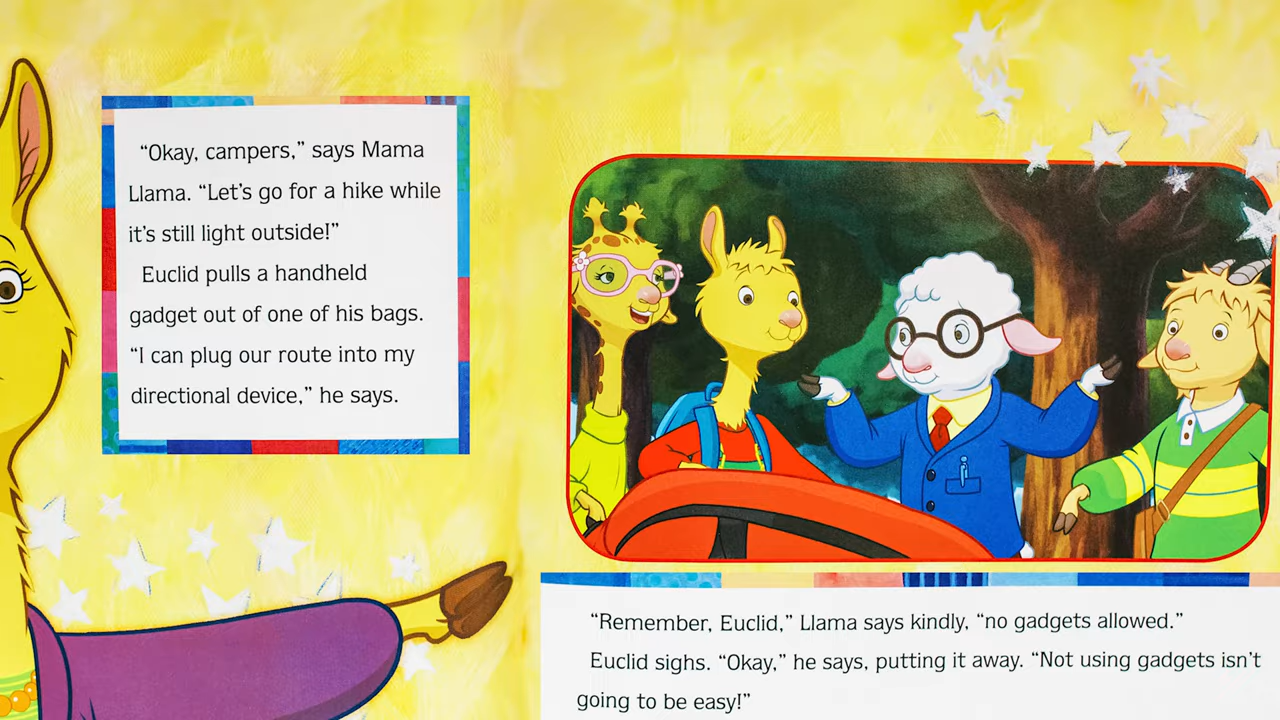 “Okay, campers,” says Mama
Llama. “Let’s go for a hike while
it’s still light outside!”
Euclid pulls a handheld
gadget out of one of his bags.
“I can plug our route into my
directional device,” he says.
“Remember, Euclid,” Llama says kindly, “no gadgets allowed.”
Euclid sighs. “Okay,” he says, putting it away. “Not using gadgets isn’t
going to be easy!”